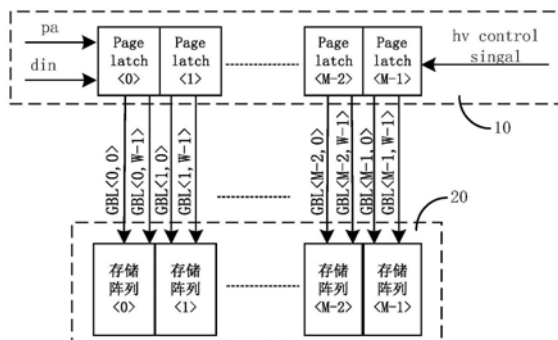 pa
din
Page latch <0>
Page latch <1>
Page latch <M-2>
Page latch <M-1>
hv control singal
10
GBL<0, 0>
GBL<0, W-1>
GBL<1, 0>
GBL<1, W-1>
GBL<M-2, 0>
GBL<M-2, W-1>
GBL<M-1, 0>
GBL<M-1, W-1>
20
存储阵列 <0>
存储阵列 <1>
存储阵列 <M-2>
存储阵列 <M-1>